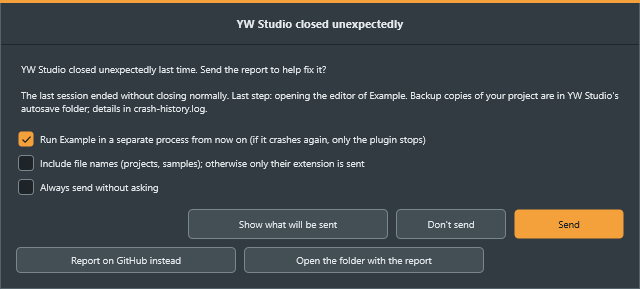 YW Studio closed unexpectedly
YW Studio closed unexpectedly last time. Send the report to help fix it?
The last session ended without closing normally. Last step: opening the editor of Example. Backup copies of your project are in YW Studio's
autosave folder; details in crash-history.log.
Run Example in a separate process from now on (if it crashes again, only the plugin stops)
Include file names (projects, samples); otherwise only their extension is sent
Always send without asking
Show what will be sent
Don't send
Send
Report on GitHub instead
Open the folder with the report